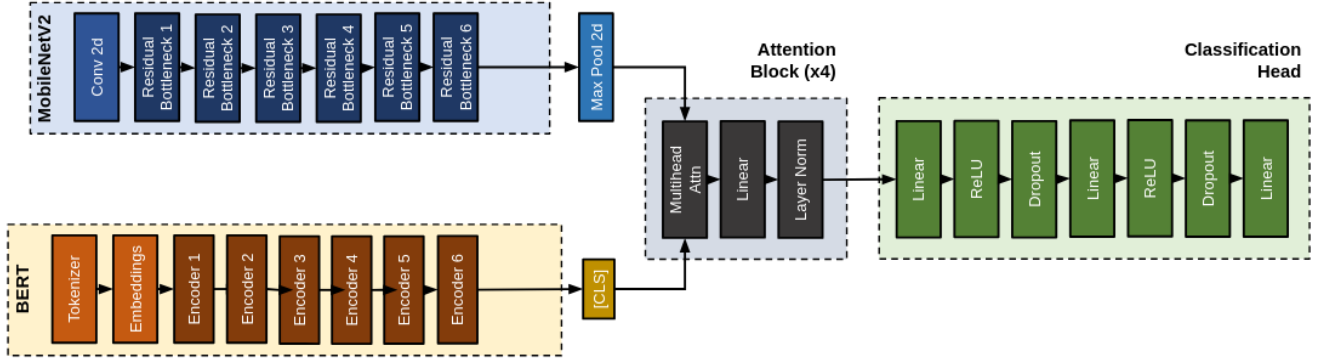 MobileNetV2
Conv 2d
Residual
Bottleneck 1
Residual
Bottleneck 2
Residual
Bottleneck 3
Residual
Bottleneck 4
Residual
Bottleneck 5
Residual
Bottleneck 6
Max Pool 2d
BERT
Tokenizer
Embeddings
Encoder 1
Encoder 2
Encoder 3
Encoder 4
Encoder 5
Encoder 6
[CLS]
Attention
Block (x4)
Multihead
Attn
Linear
Layer Norm
Classification
Head
Linear
ReLU
Dropout
Linear
ReLU
Dropout
Linear